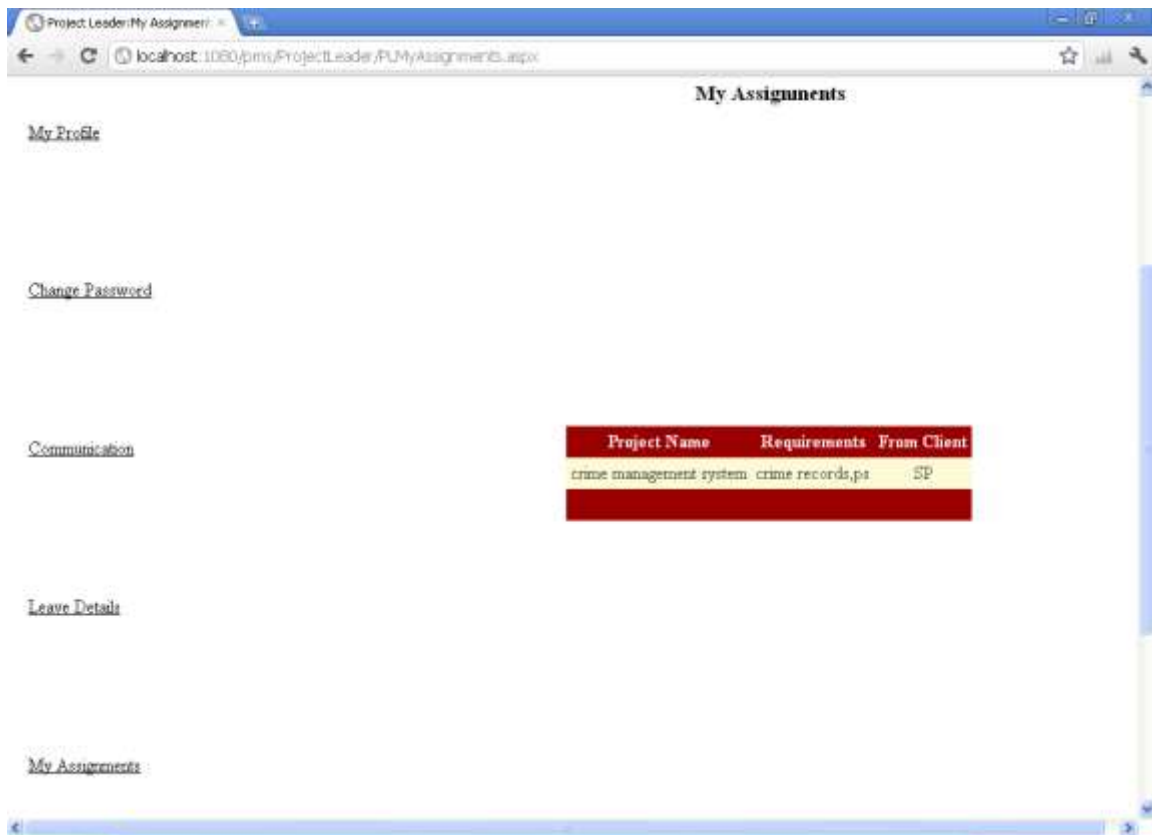 Project Leader:My Assignmen
localhost:1080/pms/ProjectLeader/PLMyAssignments.aspx
My Assignments
My Profile
Change Password
Communication
Project Name Requirements From Client
crime management system crime records,ps SP
Leave Details
My Assignments